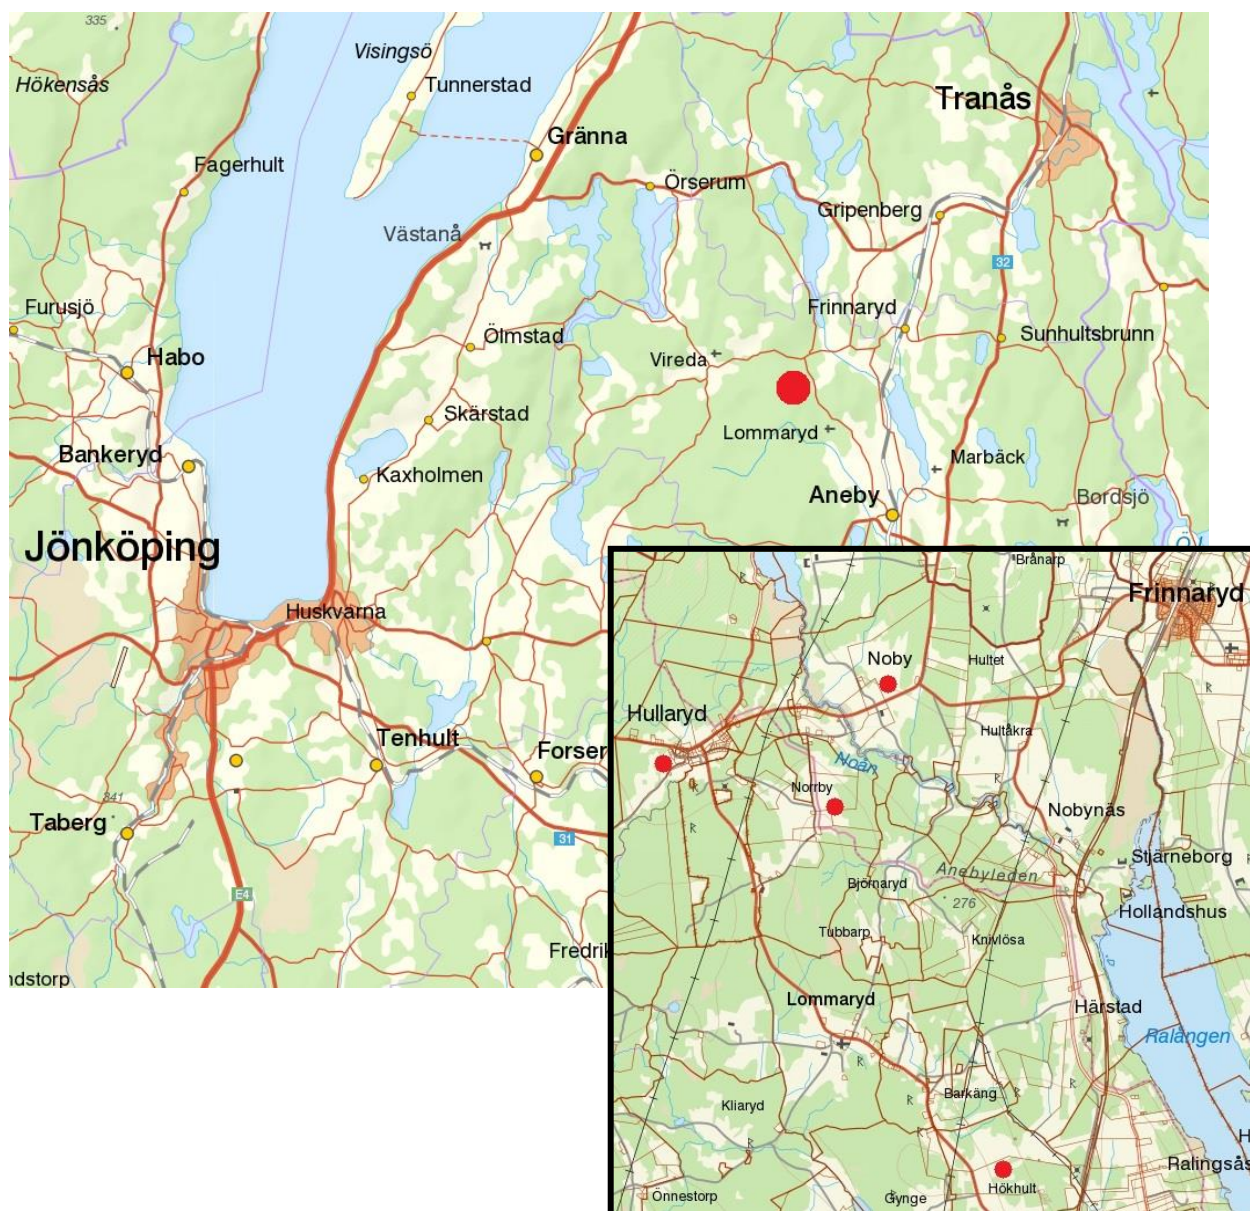 335
Visingsö
Hökensås
Tunnerstad
Tranås
Gränna
Fagerhult
Örserum
Gripenberg
Västanå
32
Furusjö
Frinnaryd
Ölmstad
Sunhultsbrunn
Habo
Vireda
Skärstad
Lommaryd
Bankeryd
Marbäck
Kaxholmen
Aneby
Bordsjö
Jönköping
Huskvarna
Tenhult
Forser
341
Taberg
31
E4
Fredrik
ndstorp
Brånarp
Frinnaryd
Noby
Hultet
Hullaryd
Hultåkra
Noån
Norrby
Nobynäs
Stjärneborg
Anebyleden
Björnaryd
276
Hollandshus
Tubbarp
Knivlösa
Lommaryd
Härstad
Ralången
Barkäng
Kliaryd
Ralingsås
Hökhult
Önnestorp
Gynge